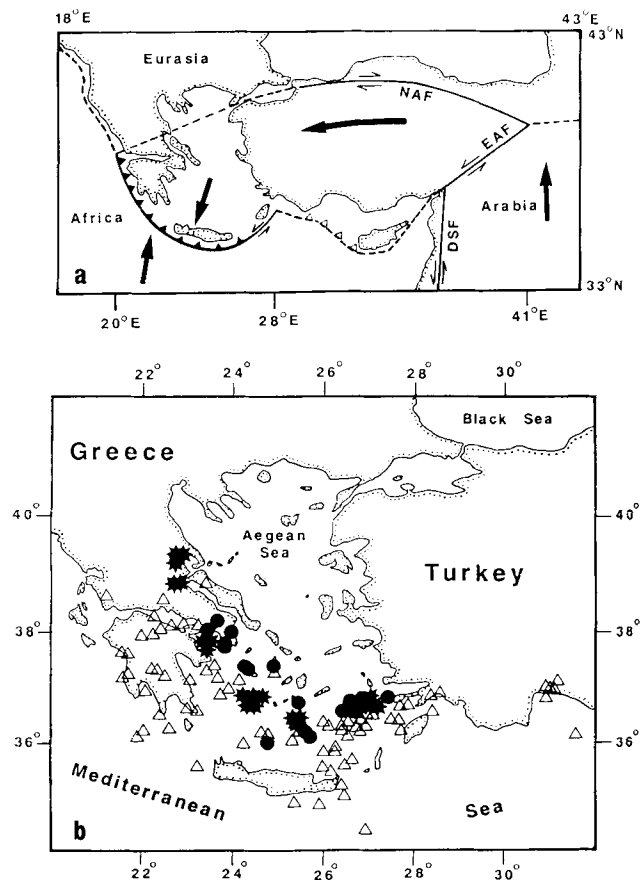 18°E
43°E
43°N
Eurasia
NAF
EAF
Africa
Arabia
DSF
a
33°N
20°E
28°E
41°E
22°
24°
26°
28°
30°
Black Sea
Greece
40°
40°
Aegean
Sea
Turkey
38°
38°
36°
36°
Mediterranean
Sea
b
22°
24°
26°
28°
30°